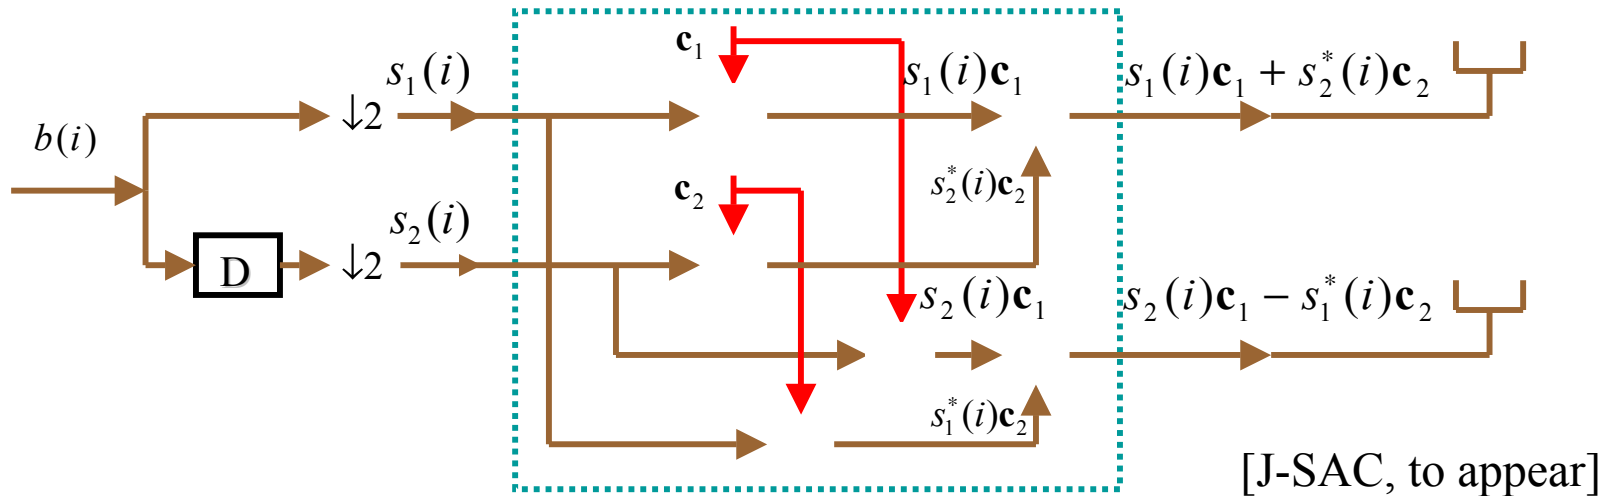 c₁
s₁(i)
s₁(i)c₁
s₁(i)c₁ + s₂*(i)c₂
↓2
b(i)
c₂
s₂*(i)c₂
s₂(i)
D
↓2
s₂(i)c₁
s₂(i)c₁ − s₁*(i)c₂
s₁*(i)c₂
[J-SAC, to appear]